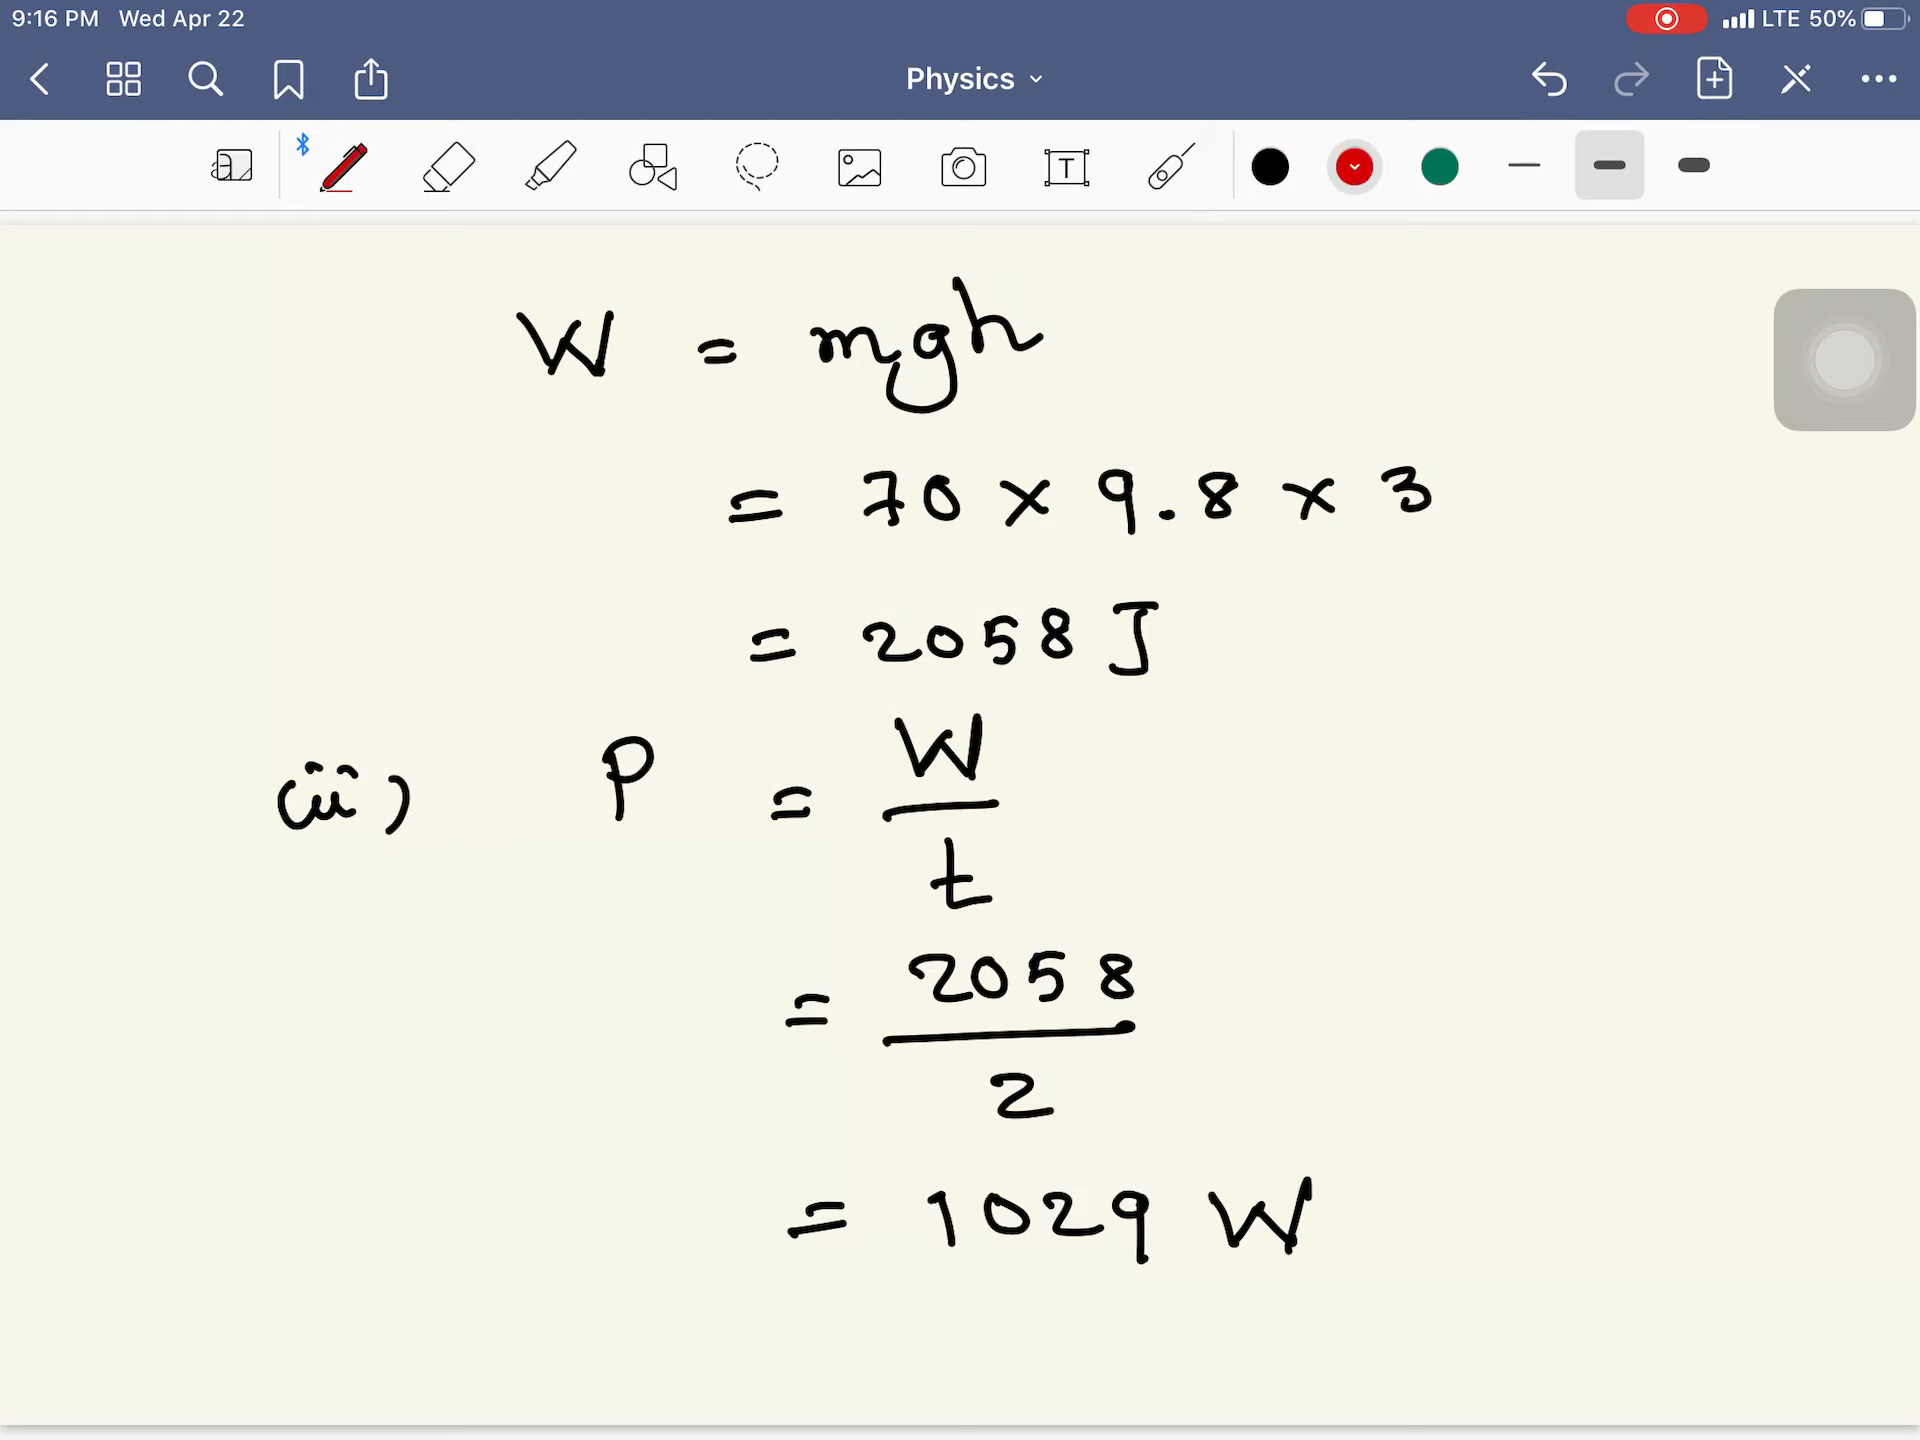 9:16 PM Wed Apr 22 LTE 50%
Physics
T
W = mgh
= 70 × 9.8 × 3
= 2058 J
(ii) P = W
t
= 2058
2
= 1029 W